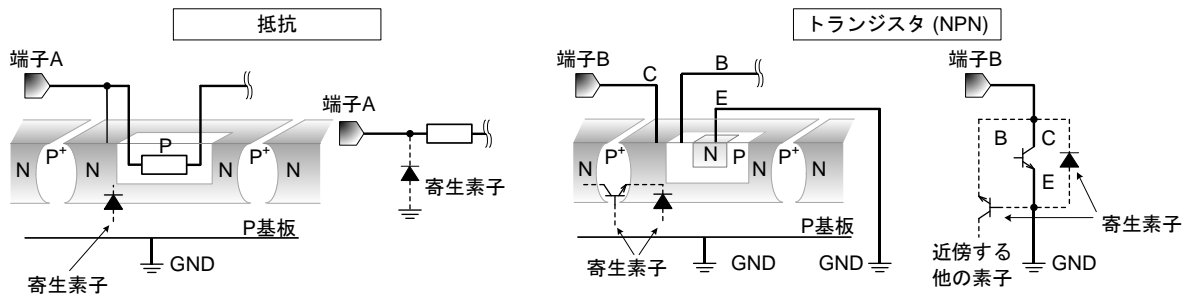 抵抗
トランジスタ (NPN)
端子A
端子A
N
P+
N
P
P+
N
N
寄生素子
P基板
寄生素子
GND
端子B
C
B
E
N
P+
N
P
P+
N
N
P基板
寄生素子
GND
GND
端子B
B
C
E
寄生素子
近傍する
他の素子
GND